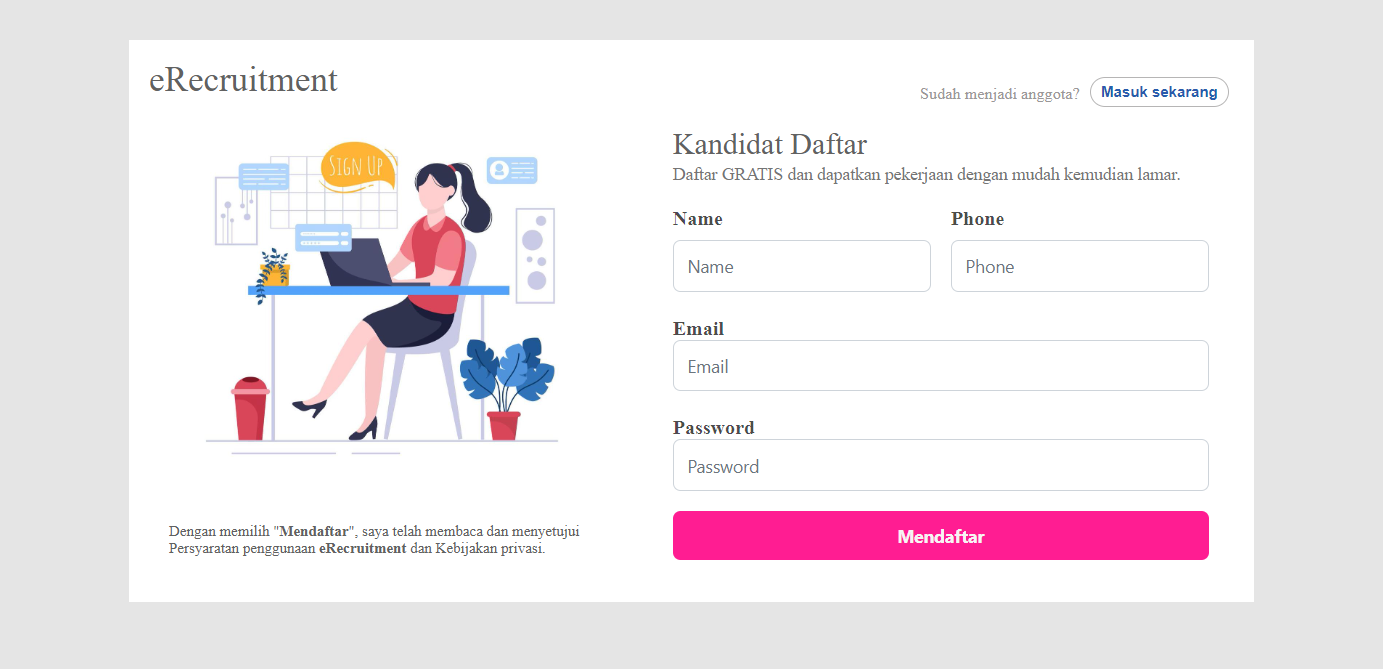 eRecruitment
Sudah menjadi anggota? Masuk sekarang
SIGN UP
Kandidat Daftar
Daftar GRATIS dan dapatkan pekerjaan dengan mudah kemudian lamar.
Name Phone
Name Phone
Email
Email
Password
Password
Mendaftar
Dengan memilih "Mendaftar", saya telah membaca dan menyetujui
Persyaratan penggunaan eRecruitment dan Kebijakan privasi.